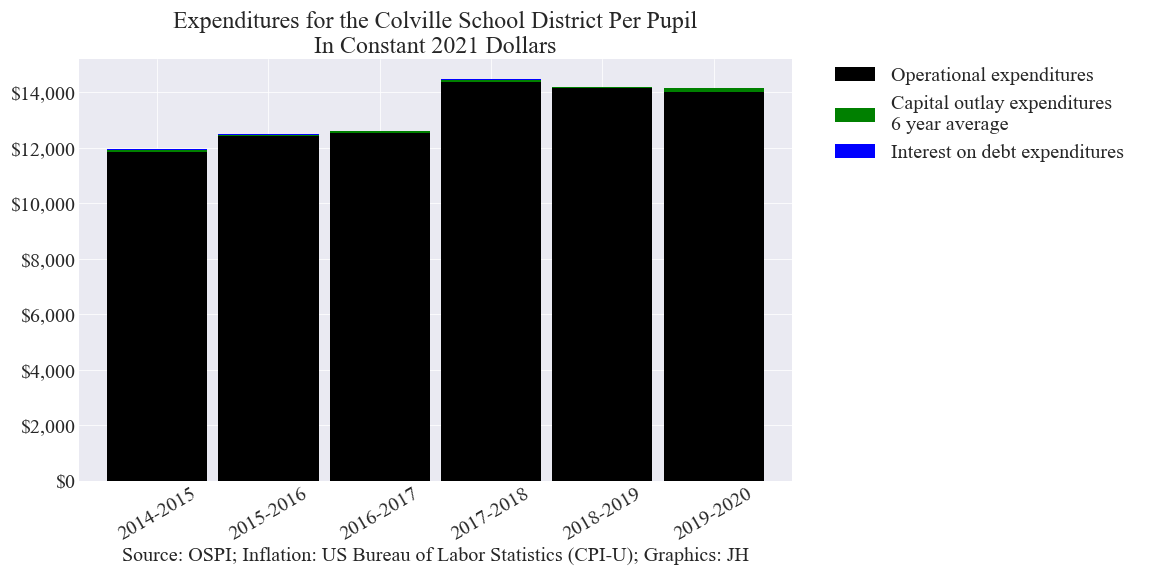 Expenditures for the Colville School District Per Pupil
In Constant 2021 Dollars
Operational expenditures
Capital outlay expenditures
6 year average
Interest on debt expenditures
$14,000
$12,000
$10,000
$8,000
$6,000
$4,000
$2,000
$0
2014-2015
2015-2016
2016-2017
2017-2018
2018-2019
2019-2020
Source: OSPI; Inflation: US Bureau of Labor Statistics (CPI-U); Graphics: JH